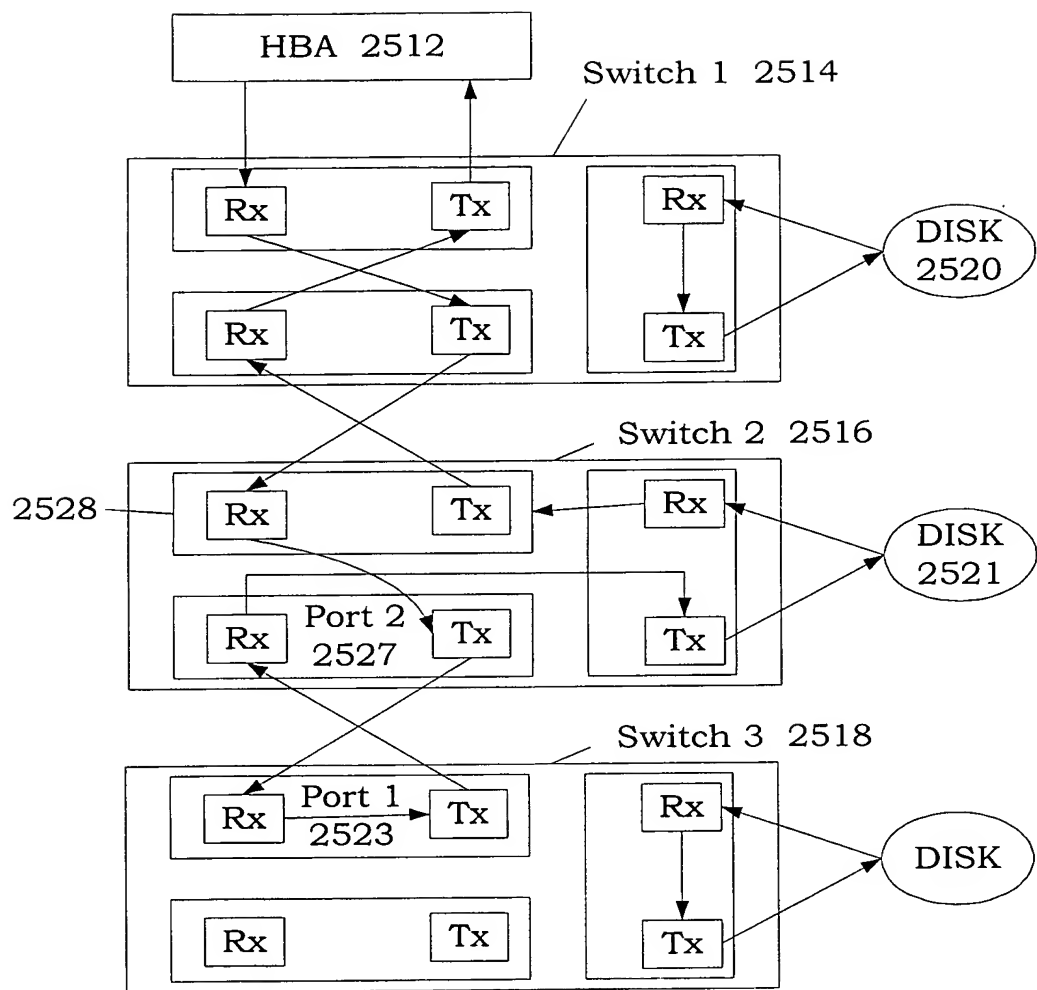 HBA 2512
Switch 1 2514
Rx
Tx
Rx
DISK
2520
Rx
Tx
Tx
Switch 2 2516
2528
Rx
Tx
Rx
DISK
2521
Rx
Port 2
2527
Tx
Tx
Switch 3 2518
Rx
Port 1
2523
Tx
Rx
DISK
Rx
Tx
Tx